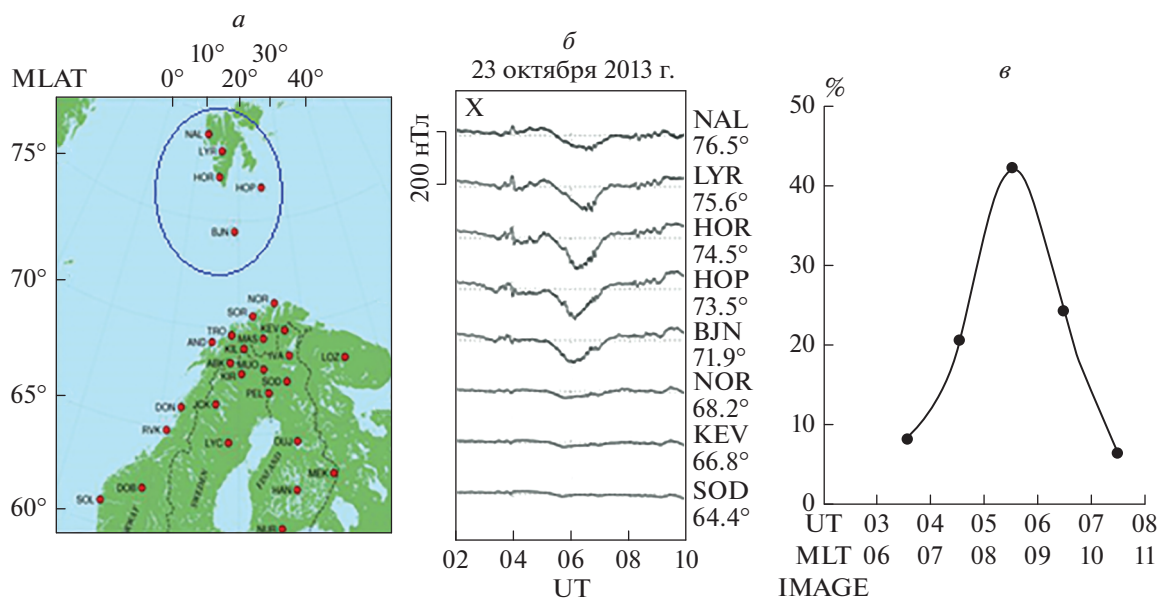 а
10° 30°
MLAT 0° 20° 40°
75°
70°
65°
60°
NAL
LYR
HOR
HOP
BJN
NOR
SOR
TRO
KEV
AND
MAS
KIL
IVA
LOZ
ABK
MUO
KIR
SOD
PEL
DON
JCK
RVK
LYC
OUJ
MEK
SOL
DOB
HAN
NUR
SWEDEN
FINLAND
б
23 октября 2013 г.
X
200 нТл
NAL
76.5°
LYR
75.6°
HOR
74.5°
HOP
73.5°
BJN
71.9°
NOR
68.2°
KEV
66.8°
SOD
64.4°
02 04 06 08 10
UT
в
%
50
40
30
20
10
0
UT 03 04 05 06 07 08
MLT 06 07 08 09 10 11
IMAGE